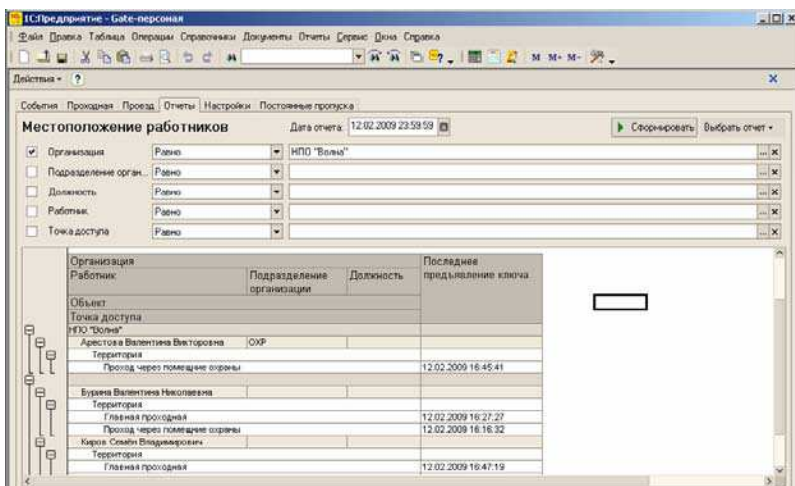 1С:Предприятие - Gate-персонал
Файл Правка Таблица Операции Справочники Документы Отчеты Сервис Окна Справка
M M+ M-
Действия ?
События Проходная Проезд Отчеты Настройки Постоянные пропуска
Местоположение работников Дата отчета: 12.02.2009 23:59:59 Сформировать Выбрать отчет
Организация Равно НПО "Волна"
Подразделение орган... Равно
Должность Равно
Работник Равно
Точка доступа Равно
Организация Последнее
Работник Подразделение Должность предъявление ключа
организации
Объект
Точка доступа
НПО "Волна"
Арестова Валентина Викторовна ОХР
Территория
Проход через помещние охраны 12.02.2009 16:45:41
Бурина Валентина Николаевна
Территория
Главная проходная 12.02.2009 16:27:27
Проход через помещние охраны 12.02.2009 16:16:32
Киров Семён Владимирович
Территория
Главная проходная 12.02.2009 16:47:19